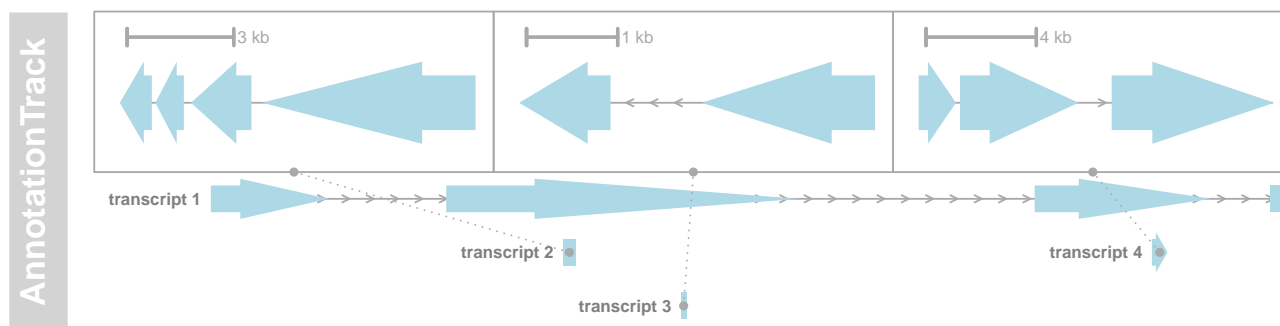 AnnotationTrack
3 kb
1 kb
4 kb
transcript 1
transcript 2
transcript 4
transcript 3